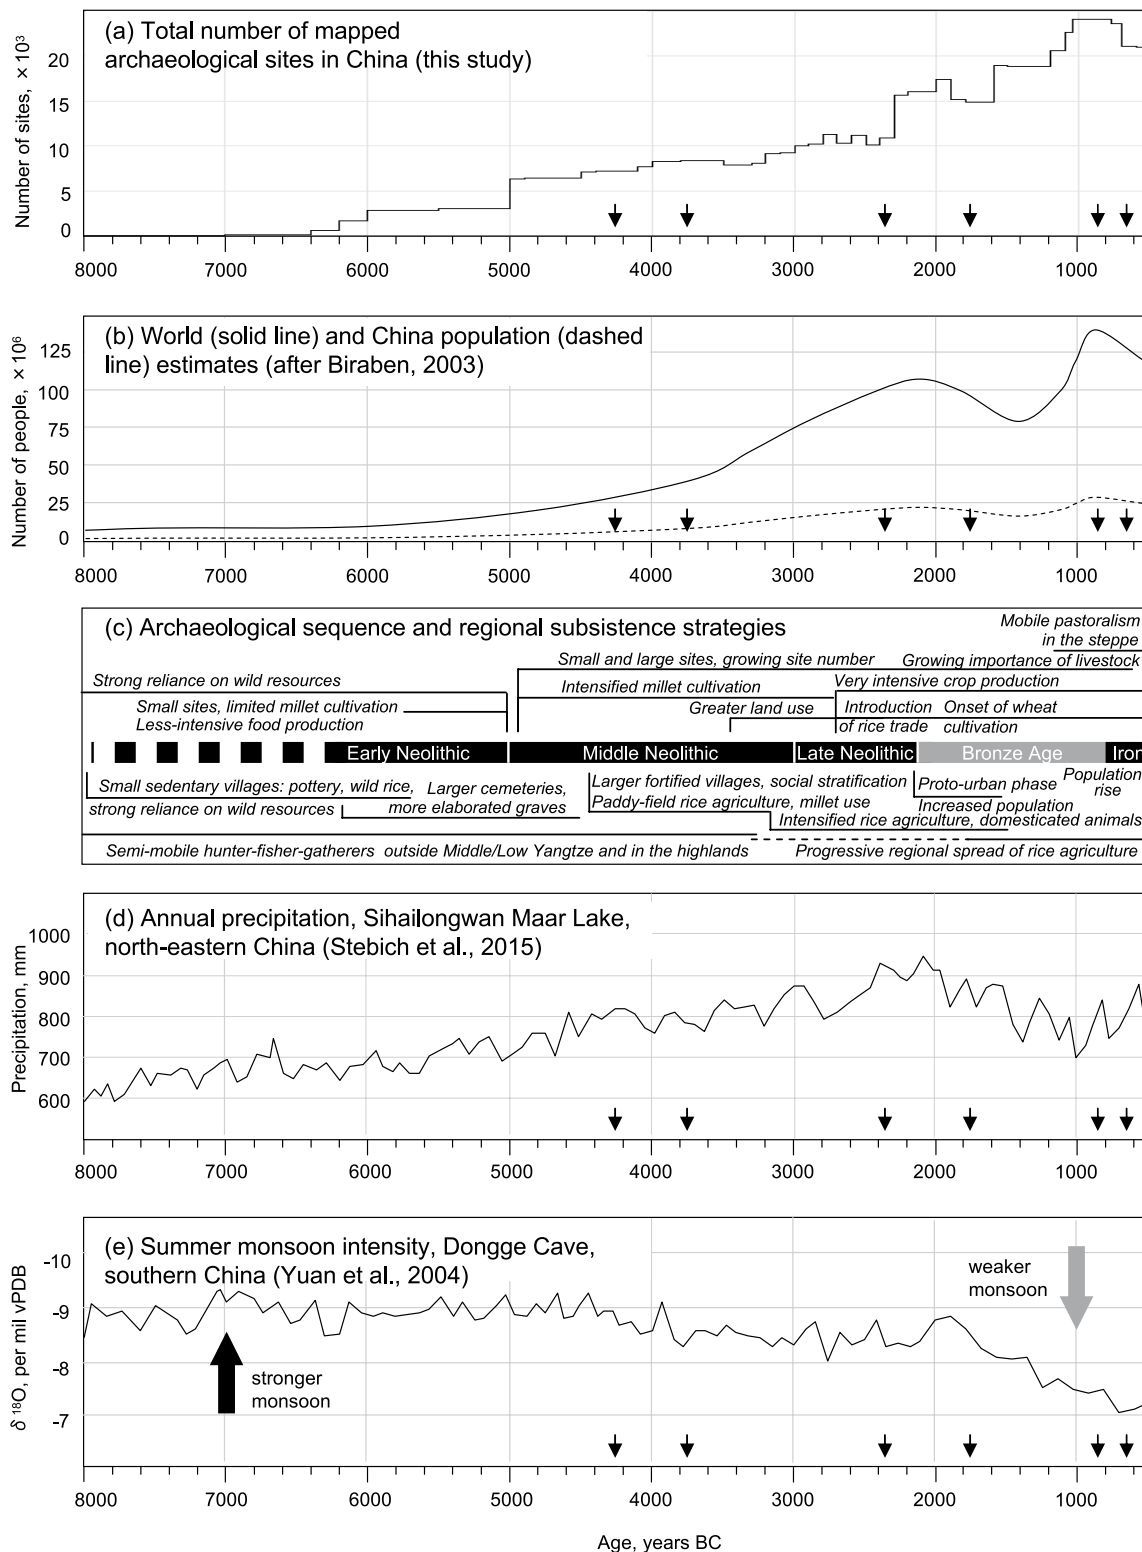 (a) Total number of mapped
archaeological sites in China (this study)
Number of sites, ×10³
20
15
10
5
0
8000 7000 6000 5000 4000 3000 2000 1000
(b) World (solid line) and China population (dashed
line) estimates (after Biraben, 2003)
Number of people, ×10⁶
125
100
75
50
25
0
8000 7000 6000 5000 4000 3000 2000 1000
(c) Archaeological sequence and regional subsistence strategies
Mobile pastoralism
in the steppe
Small and large sites, growing site number
Growing importance of livestock
Strong reliance on wild resources
Intensified millet cultivation
Very intensive crop production
Small sites, limited millet cultivation
Less-intensive food production
Greater land use
Introduction
of rice trade
Onset of wheat
cultivation
Early Neolithic
Middle Neolithic
Late Neolithic
Bronze Age
Iron
Small sedentary villages: pottery, wild rice,
strong reliance on wild resources
Larger cemeteries,
more elaborated graves
Larger fortified villages, social stratification
Paddy-field rice agriculture, millet use
Proto-urban phase
Increased population
Population
rise
Intensified rice agriculture, domesticated animals
Semi-mobile hunter-fisher-gatherers outside Middle/Low Yangtze and in the highlands
Progressive regional spread of rice agriculture
(d) Annual precipitation, Sihailongwan Maar Lake,
north-eastern China (Stebich et al., 2015)
Precipitation, mm
1000
900
800
700
600
8000 7000 6000 5000 4000 3000 2000 1000
(e) Summer monsoon intensity, Dongge Cave,
southern China (Yuan et al., 2004)
δ ¹⁸O, per mil vPDB
-10
-9
-8
-7
weaker
monsoon
stronger
monsoon
8000 7000 6000 5000 4000 3000 2000 1000
Age, years BC